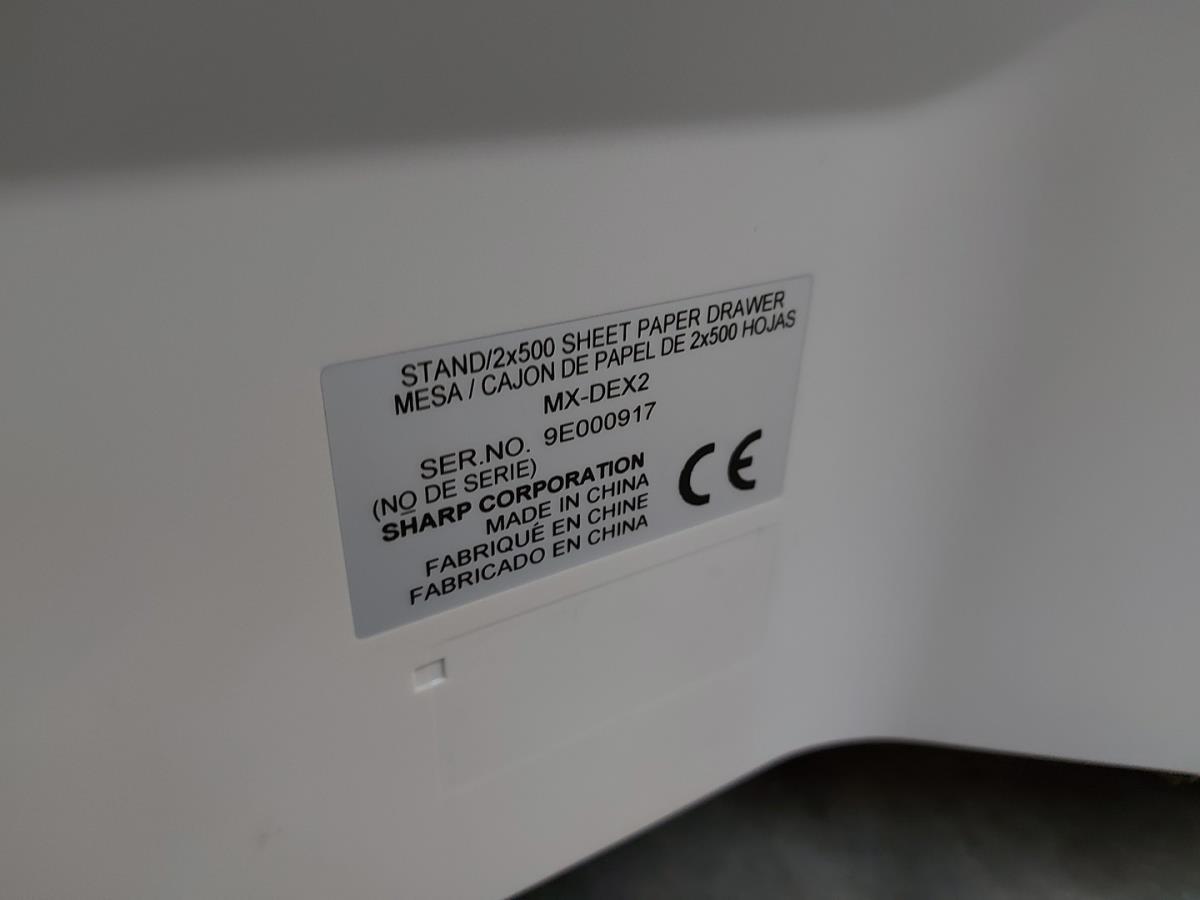 STAND/2x500 SHEET PAPER DRAWER
MESA / CAJON DE PAPEL DE 2x500 HOJAS
MX-DEX2
SER.NO. 9E000917
(NO DE SERIE)
SHARP CORPORATION
MADE IN CHINA
FABRIQUÉ EN CHINE
FABRICADO EN CHINA
CE